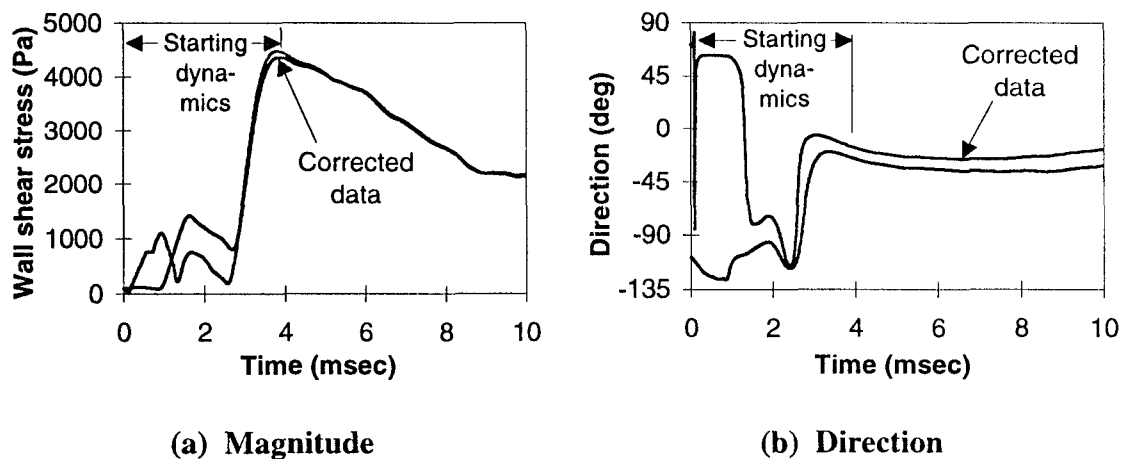 5000
4000
3000
2000
1000
0
Wall shear stress (Pa)
Starting
dyna-
mics
Corrected
data
0 2 4 6 8 10
Time (msec)
(a) Magnitude
90
45
0
-45
-90
-135
Direction (deg)
Starting
dyna-
mics
Corrected
data
0 2 4 6 8 10
Time (msec)
(b) Direction